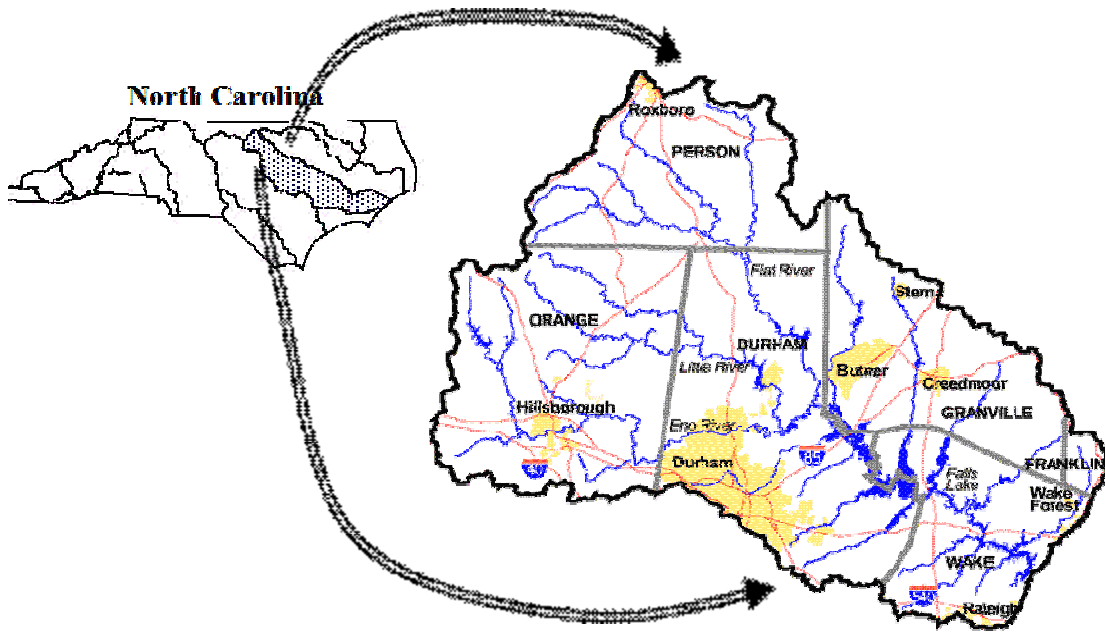 North Carolina
Roxboro
PERSON
Flat River
Stem
ORANGE
DURHAM
Little River
Butner
Creedmoor
Hillsborough
GRANVILLE
Eno River
Durham
85
FRANKLIN
Falls
Lake
Wake
Forest
WAKE
Raleigh